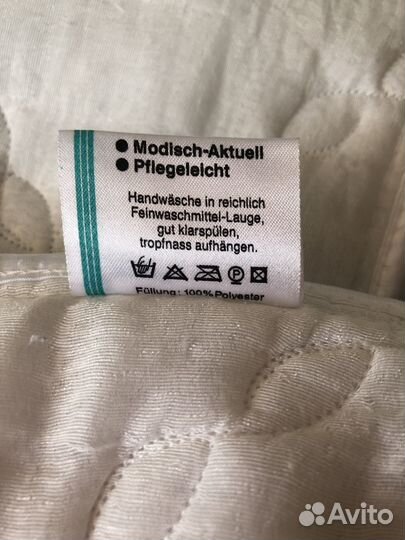 ● Modisch-Aktuell
● Pflegeleicht
Handwäsche in reichlich
Feinwaschmittel-Lauge,
gut klarspülen,
tropfnass aufhängen.
P
Füllung: 100% Polyester
Avito